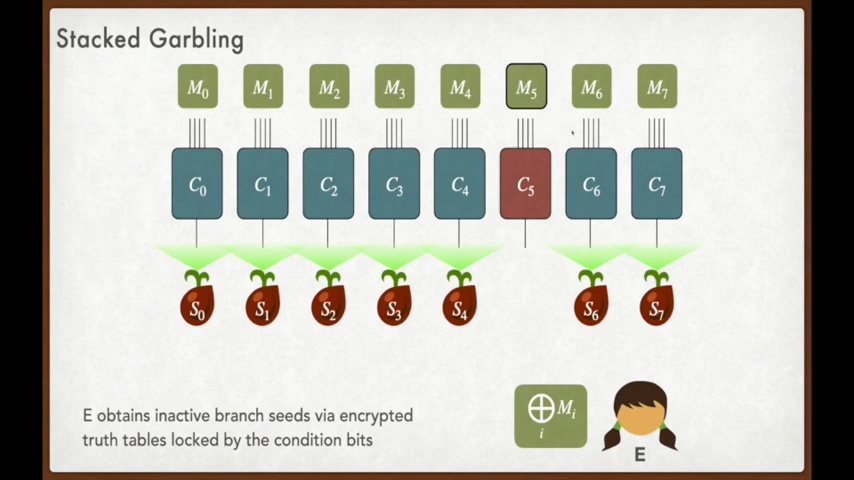 Stacked Garbling
M₀ M₁ M₂ M₃ M₄ M₅ M₆ M₇
C₀ C₁ C₂ C₃ C₄ C₅ C₆ C₇
S₀ S₁ S₂ S₃ S₄ S₆ S₇
E obtains inactive branch seeds via encrypted
truth tables locked by the condition bits
⊕ᵢ Mᵢ
E